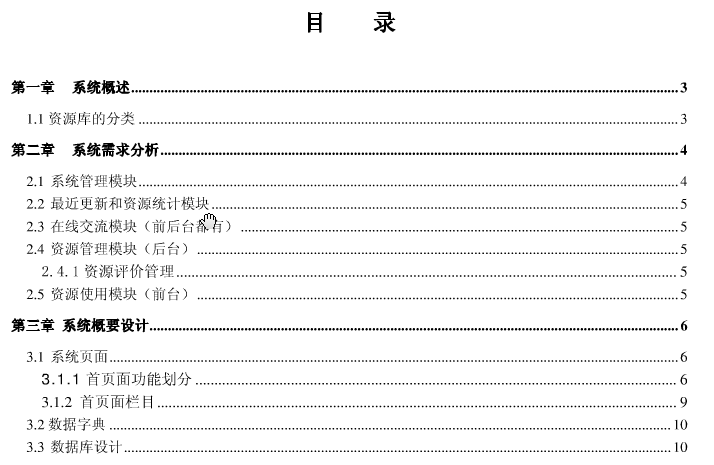 目 录
第一章 系统概述 3
1.1 资源库的分类 3
第二章 系统需求分析 4
2.1 系统管理模块 4
2.2 最近更新和资源统计模块 5
2.3 在线交流模块（前后台都有） 5
2.4 资源管理模块（后台） 5
2.4.1 资源评价管理 5
2.5 资源使用模块（前台） 5
第三章 系统概要设计 6
3.1 系统页面 6
3.1.1 首页面功能划分 6
3.1.2 首页面栏目 9
3.2 数据字典 10
3.3 数据库设计 10